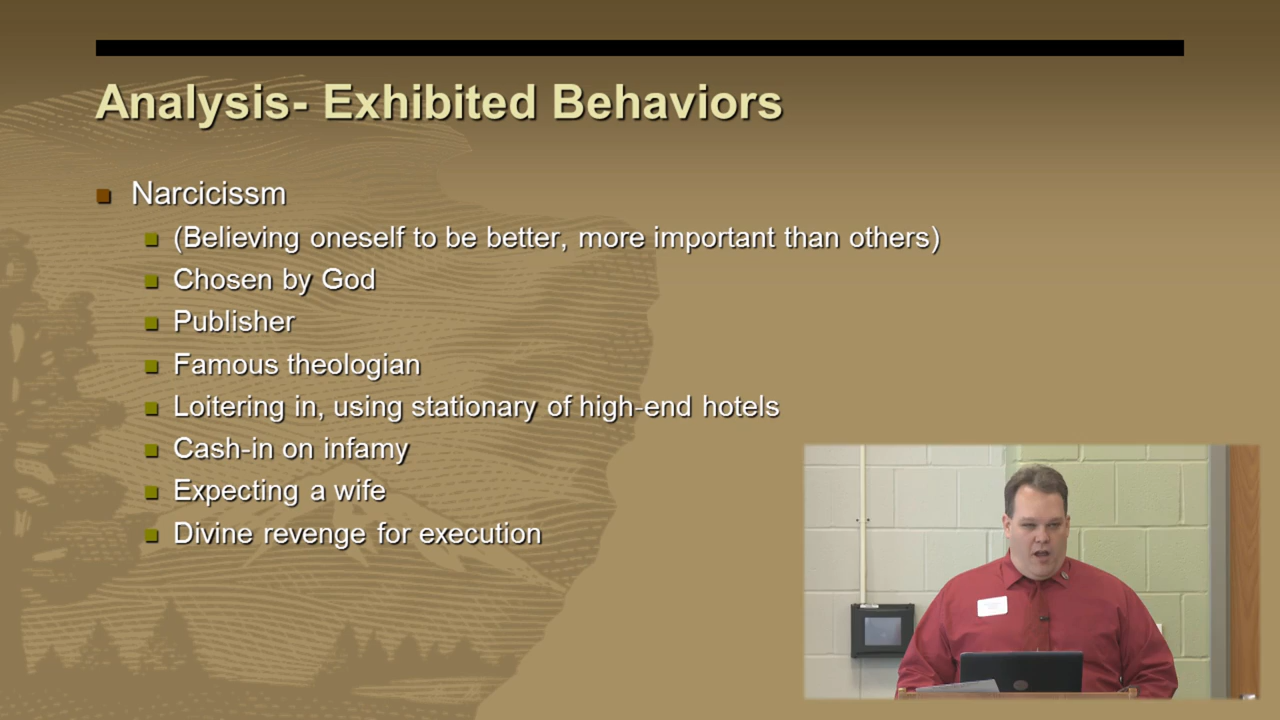 Analysis- Exhibited Behaviors
Narcicissm
(Believing oneself to be better, more important than others)
Chosen by God
Publisher
Famous theologian
Loitering in, using stationary of high-end hotels
Cash-in on infamy
Expecting a wife
Divine revenge for execution